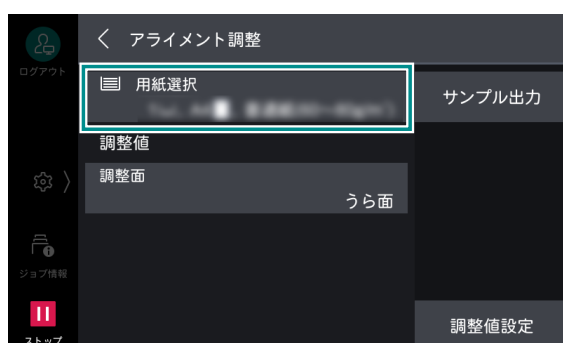 アライメント調整
ログアウト
用紙選択
サンプル出力
調整値
調整面
うら面
ジョブ情報
調整値設定
ストップ